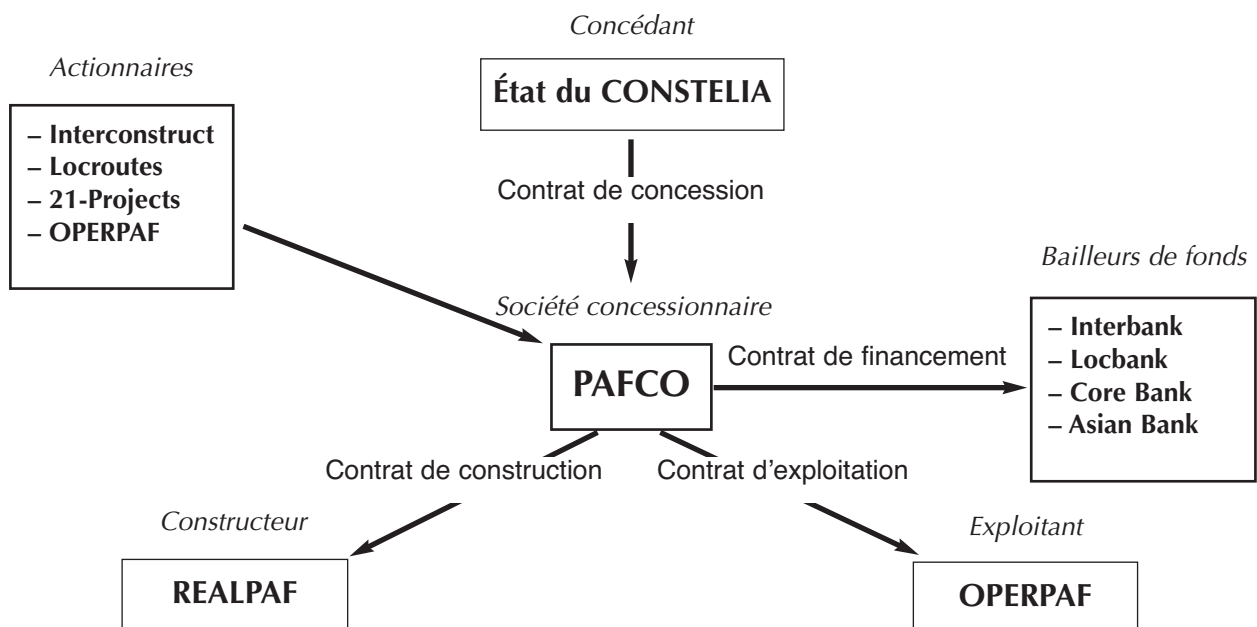 Concédant
État du CONSTELIA
Actionnaires
– Interconstruct
– Locroutes
– 21-Projects
– OPERPAF
Contrat de concession
Société concessionnaire
PAFCO
Contrat de financement
Bailleurs de fonds
– Interbank
– Locbank
– Core Bank
– Asian Bank
Contrat de construction
Contrat d'exploitation
Constructeur
REALPAF
Exploitant
OPERPAF